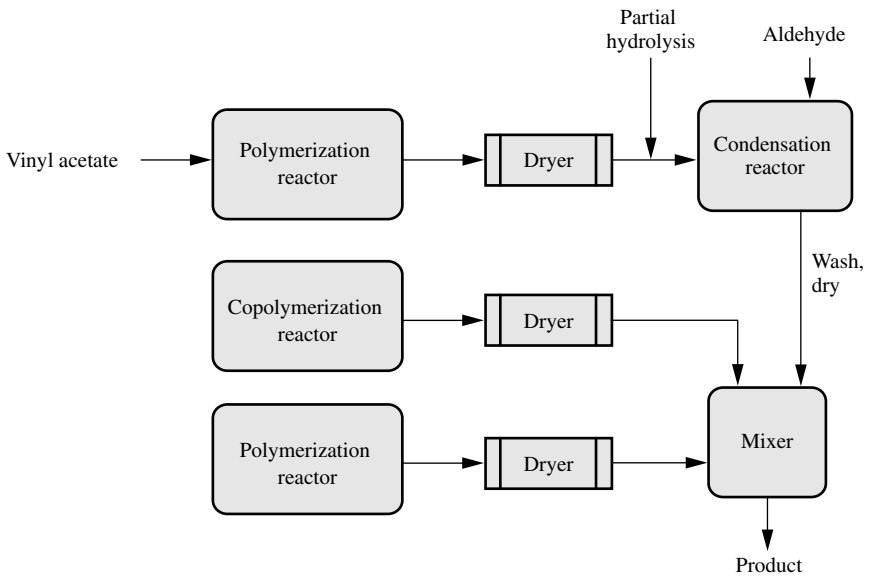 Partial
hydrolysis
Aldehyde
Vinyl acetate
Polymerization
reactor
Dryer
Condensation
reactor
Wash,
dry
Copolymerization
reactor
Dryer
Polymerization
reactor
Dryer
Mixer
Product